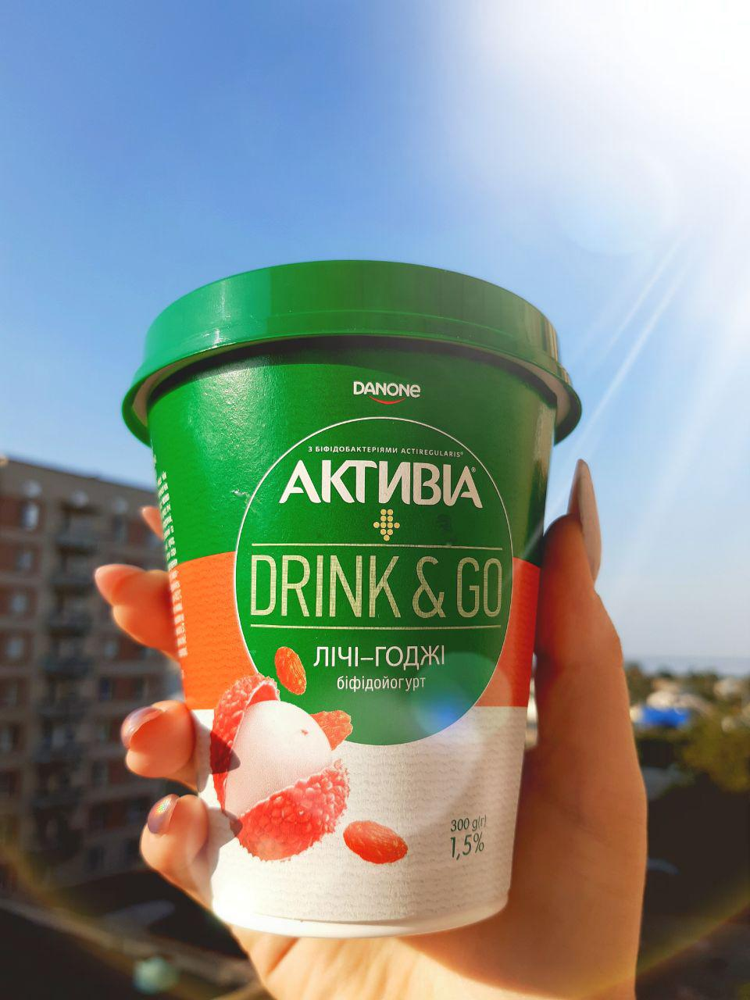 DANONE
З БІФІДОБАКТЕРІЯМИ ACTIREGULARIS®
АКТИВІА®
DRINK & GO
ЛІЧІ–ГОДЖІ
біфідойогурт
300 g(г)
1,5%